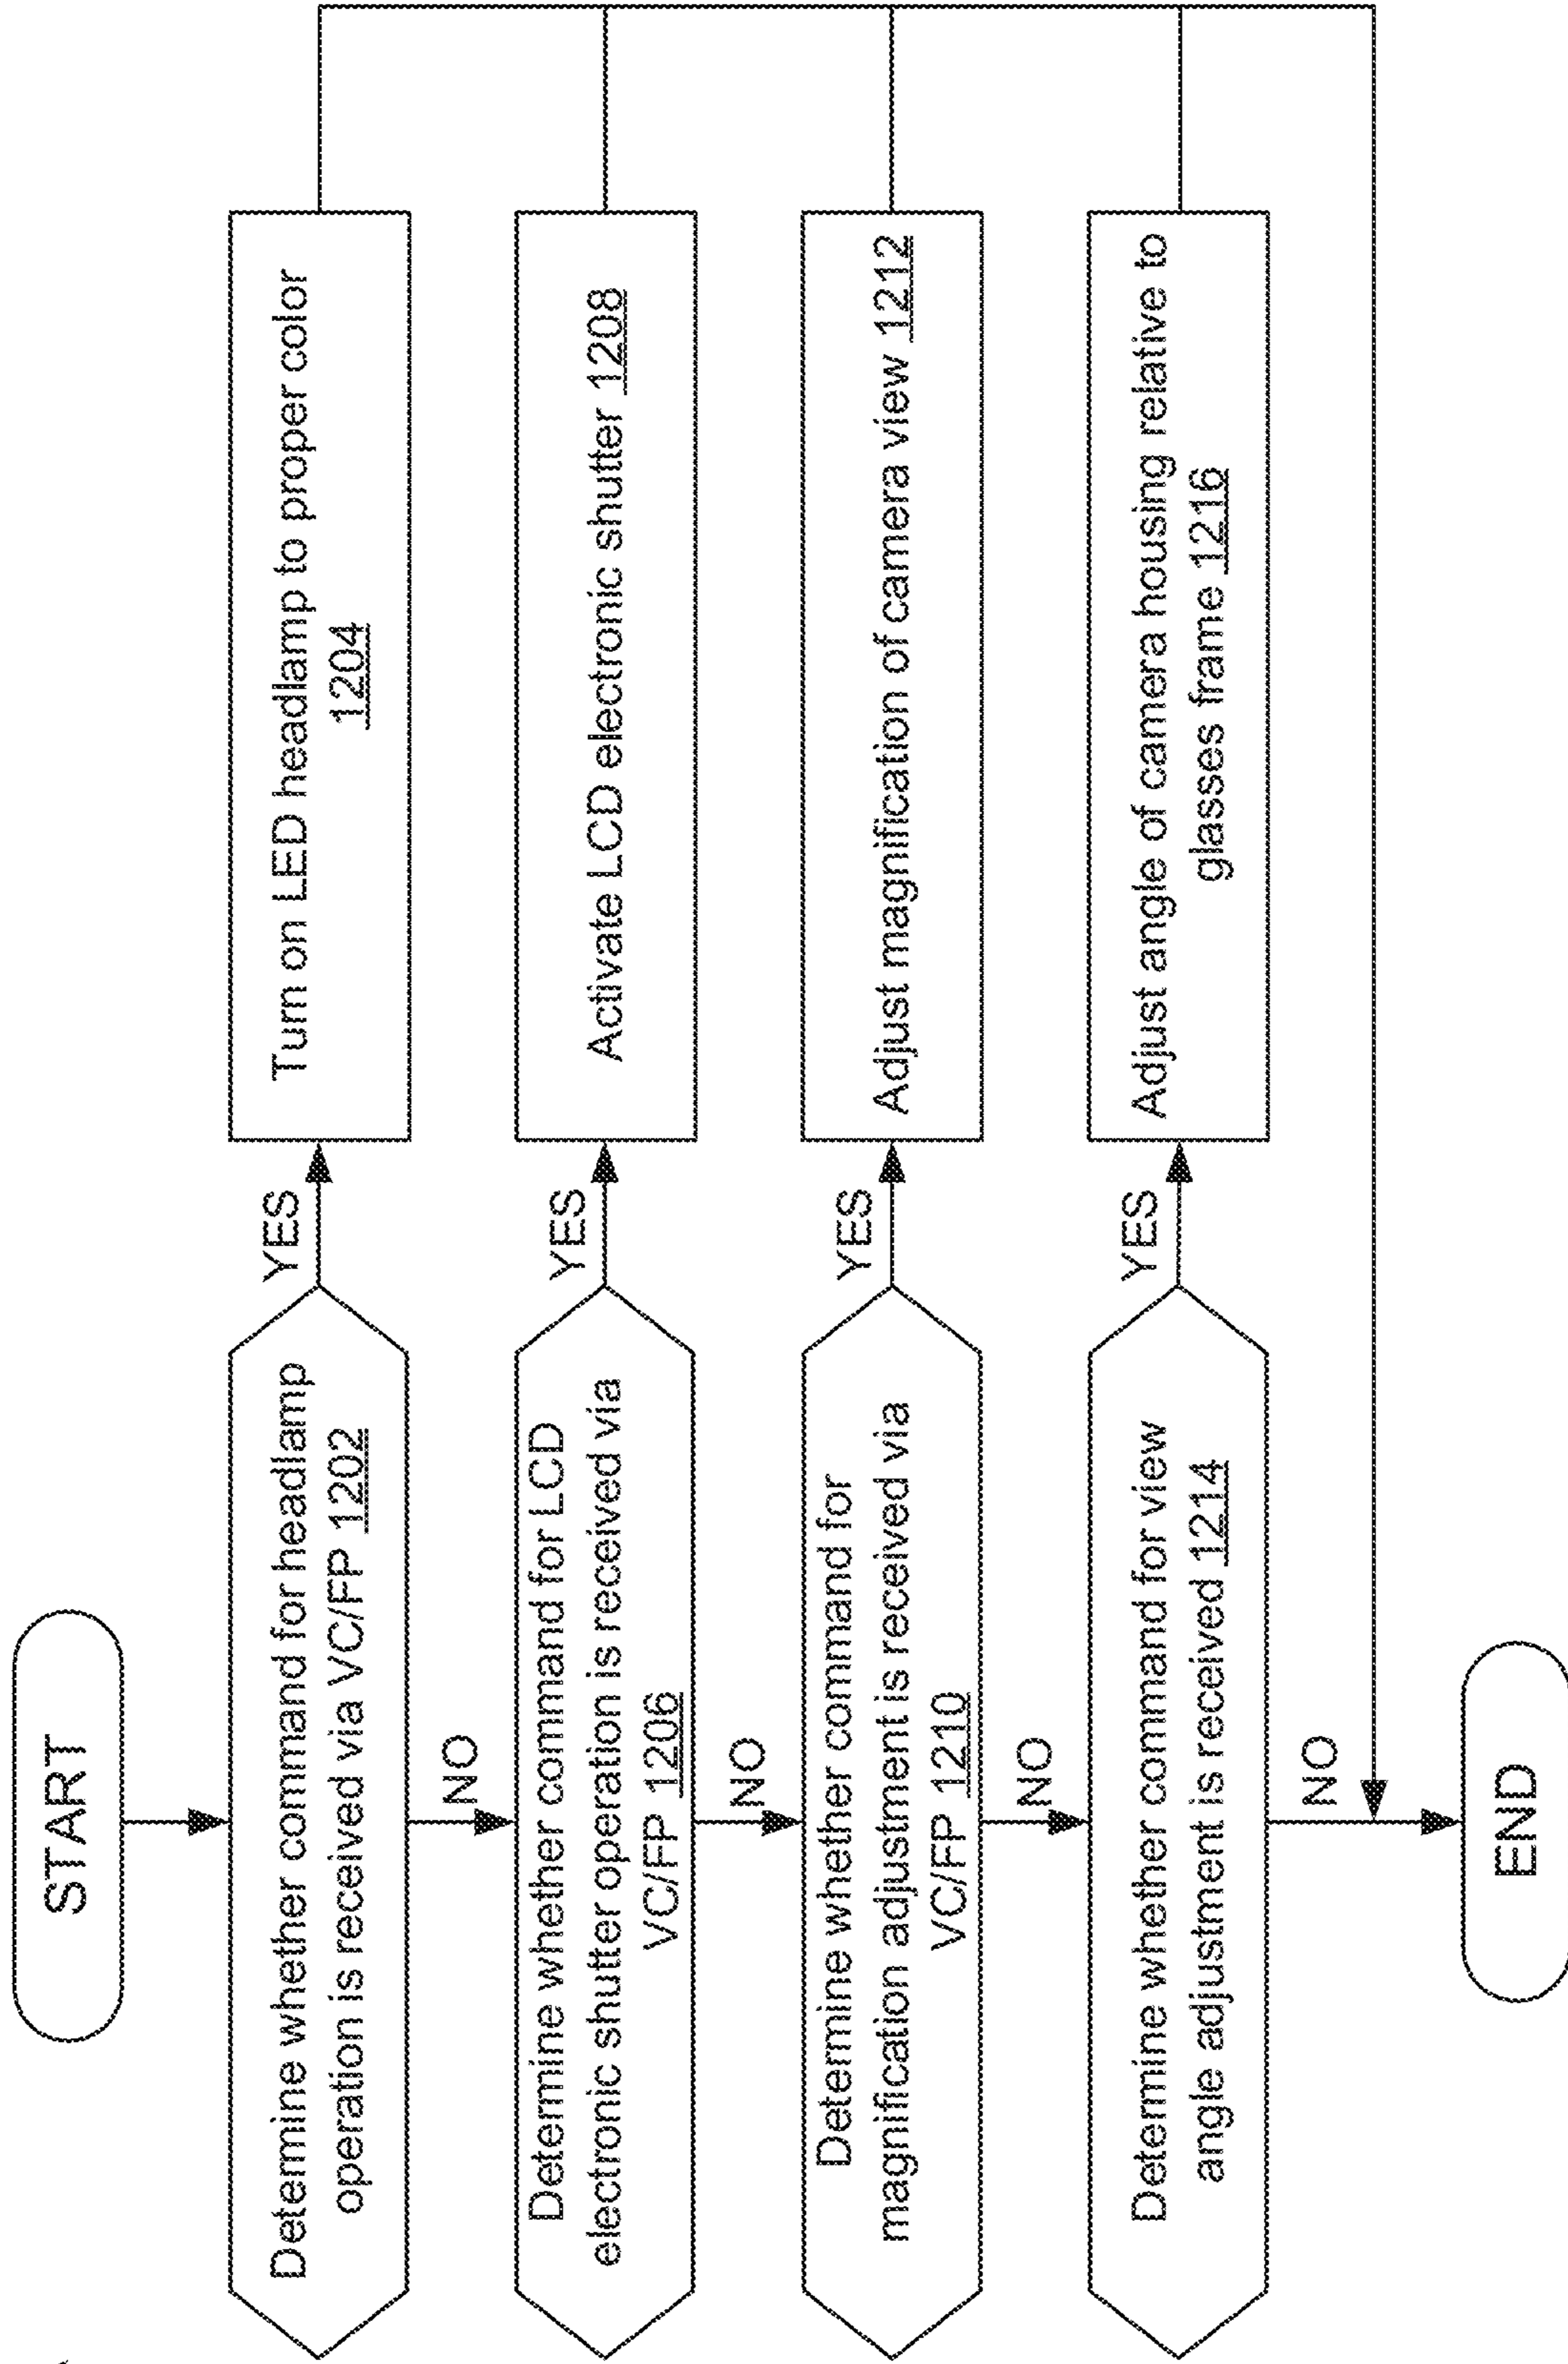 START
Determine whether command for headlamp
operation is received via VC/FP 1202
YES
Turn on LED headlamp to proper color
1204
NO
Determine whether command for LCD
electronic shutter operation is received via
VC/FP 1206
YES
Activate LCD electronic shutter 1208
NO
Determine whether command for
magnification adjustment is received via
VC/FP 1210
YES
Adjust magnification of camera view 1212
NO
Determine whether command for view
angle adjustment is received 1214
YES
Adjust angle of camera housing relative to
glasses frame 1216
NO
END